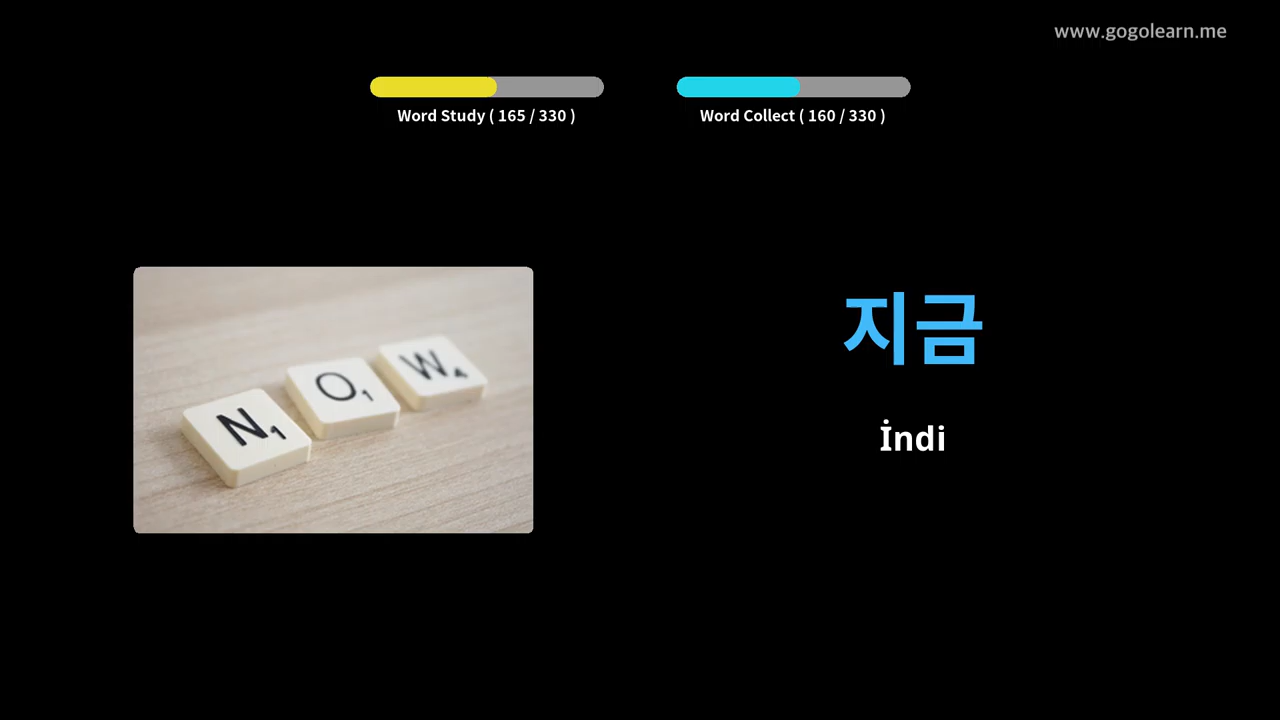 www.gogolearn.me
Word Study ( 165 / 330 )
Word Collect ( 160 / 330 )
N1 O1 W4
지금
İndi